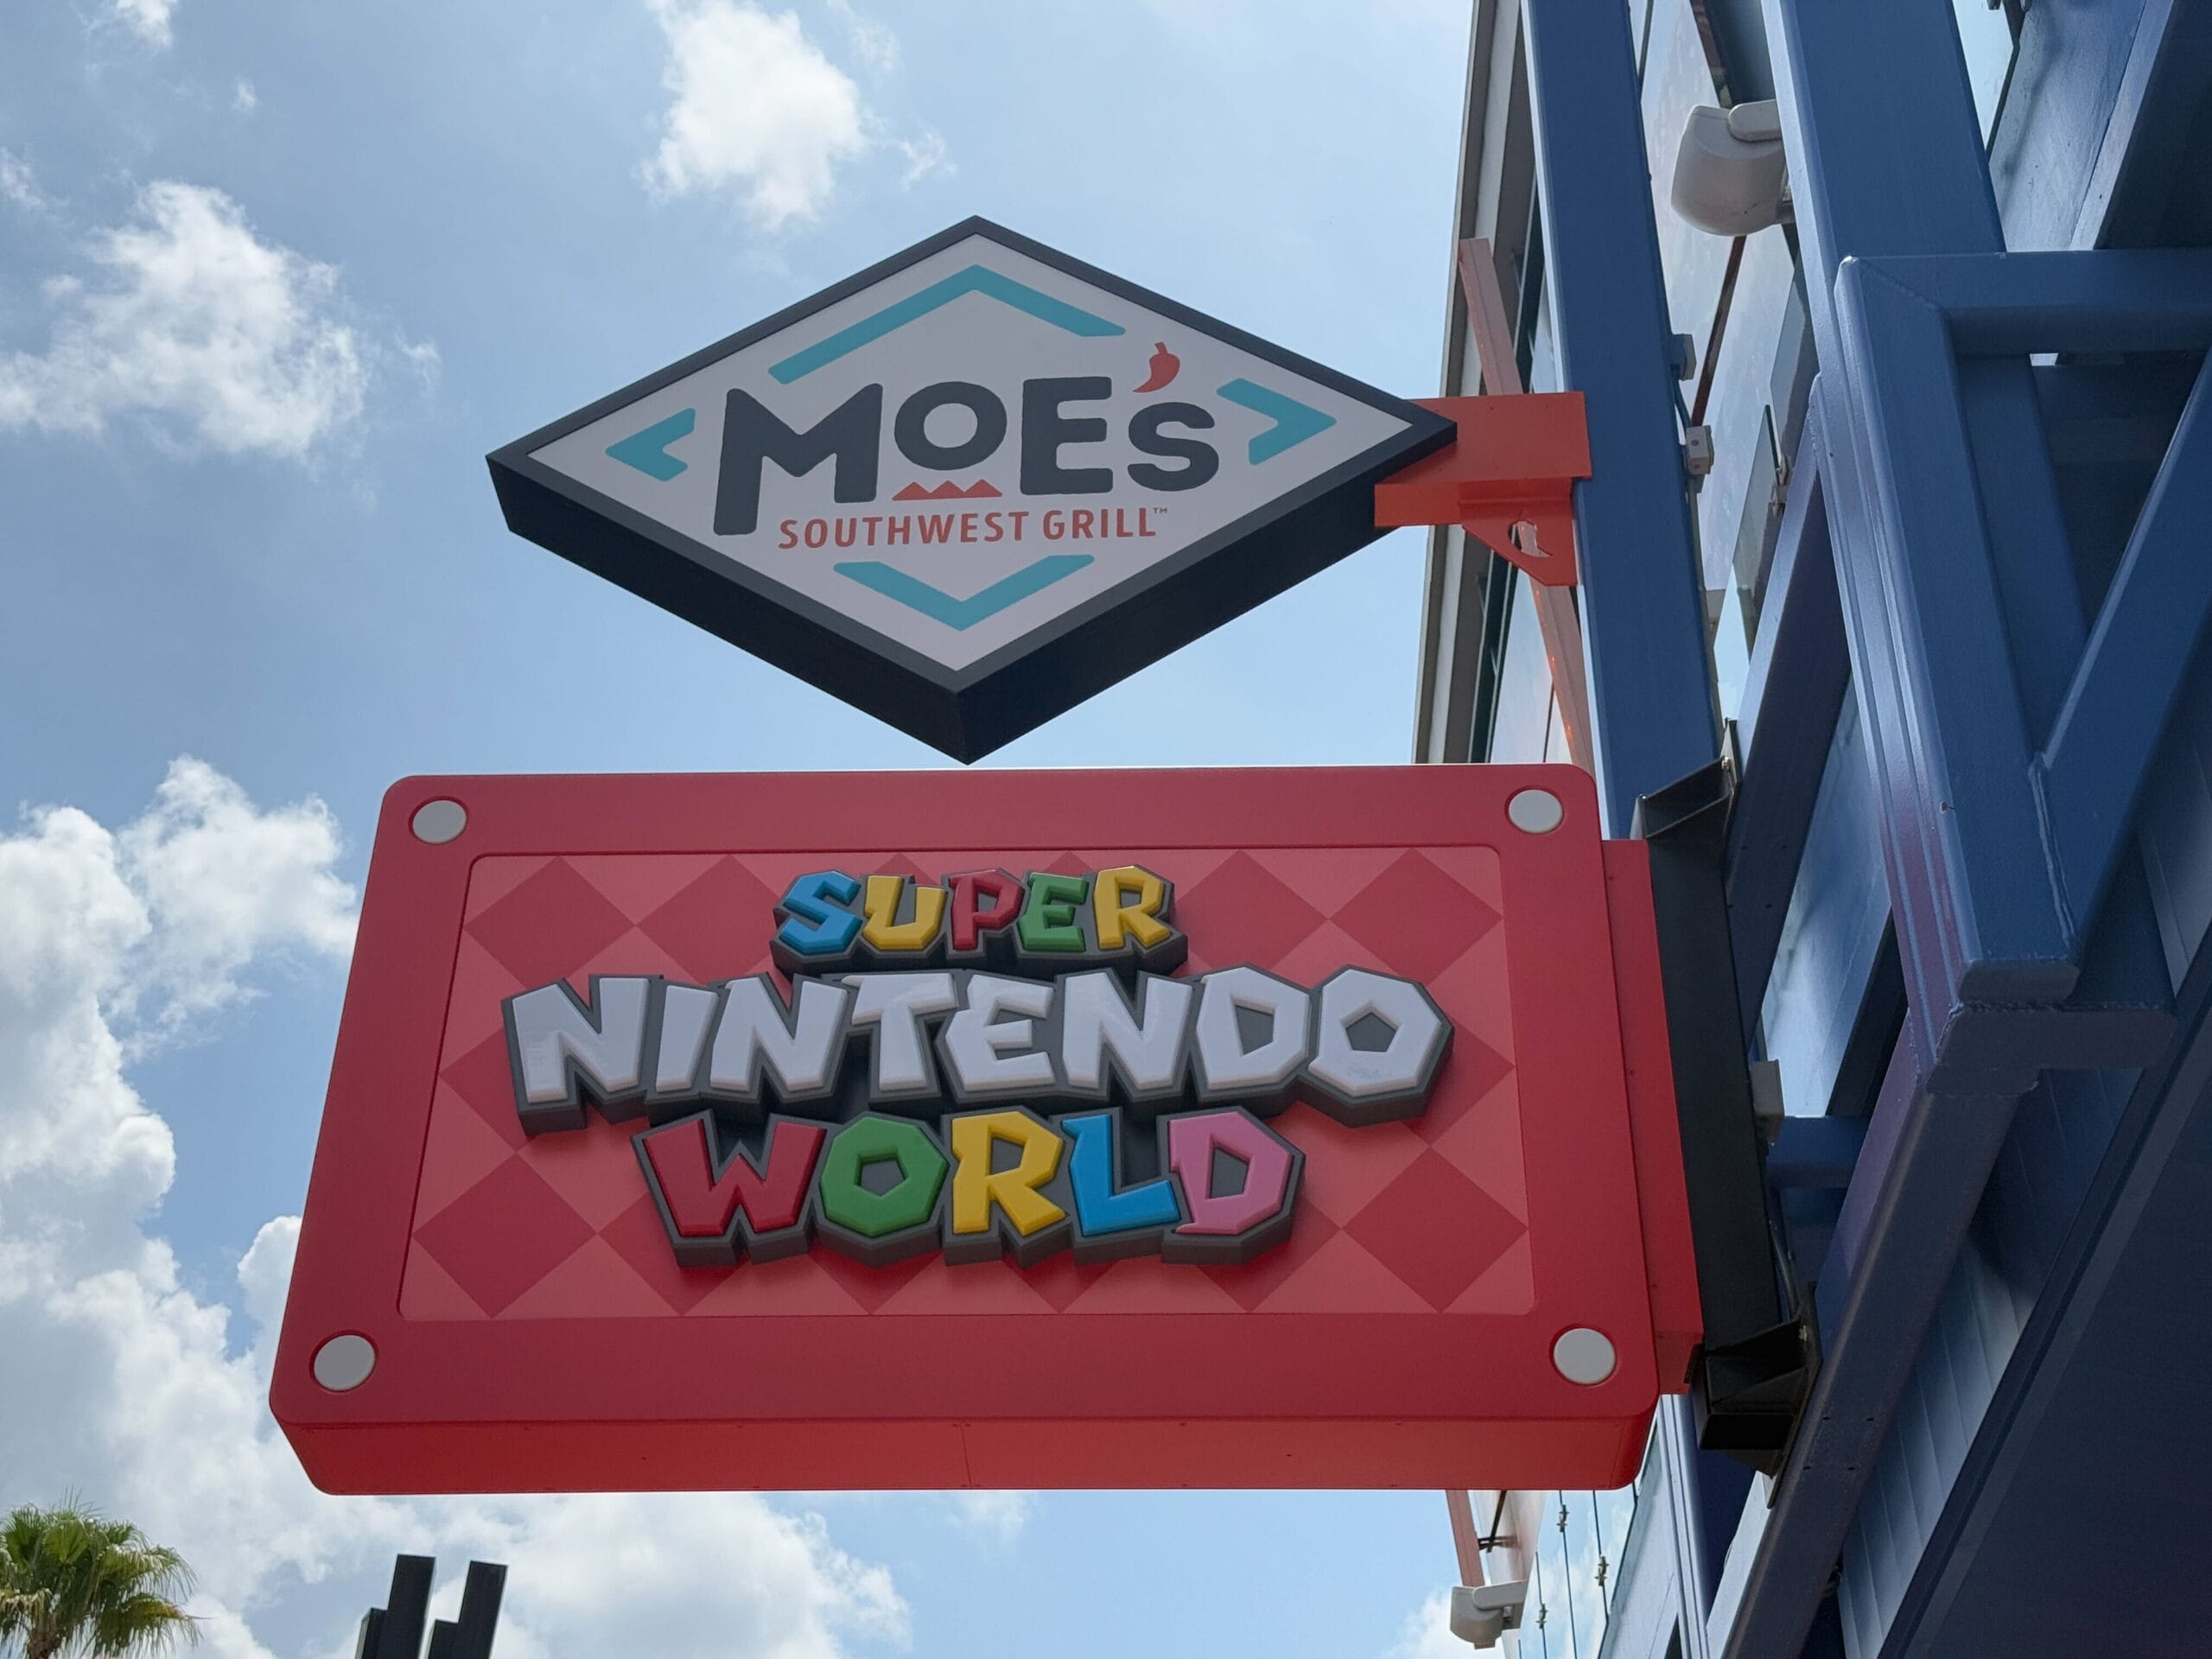 MOE'S
SOUTHWEST GRILL™
SUPER
NINTENDO
WORLD